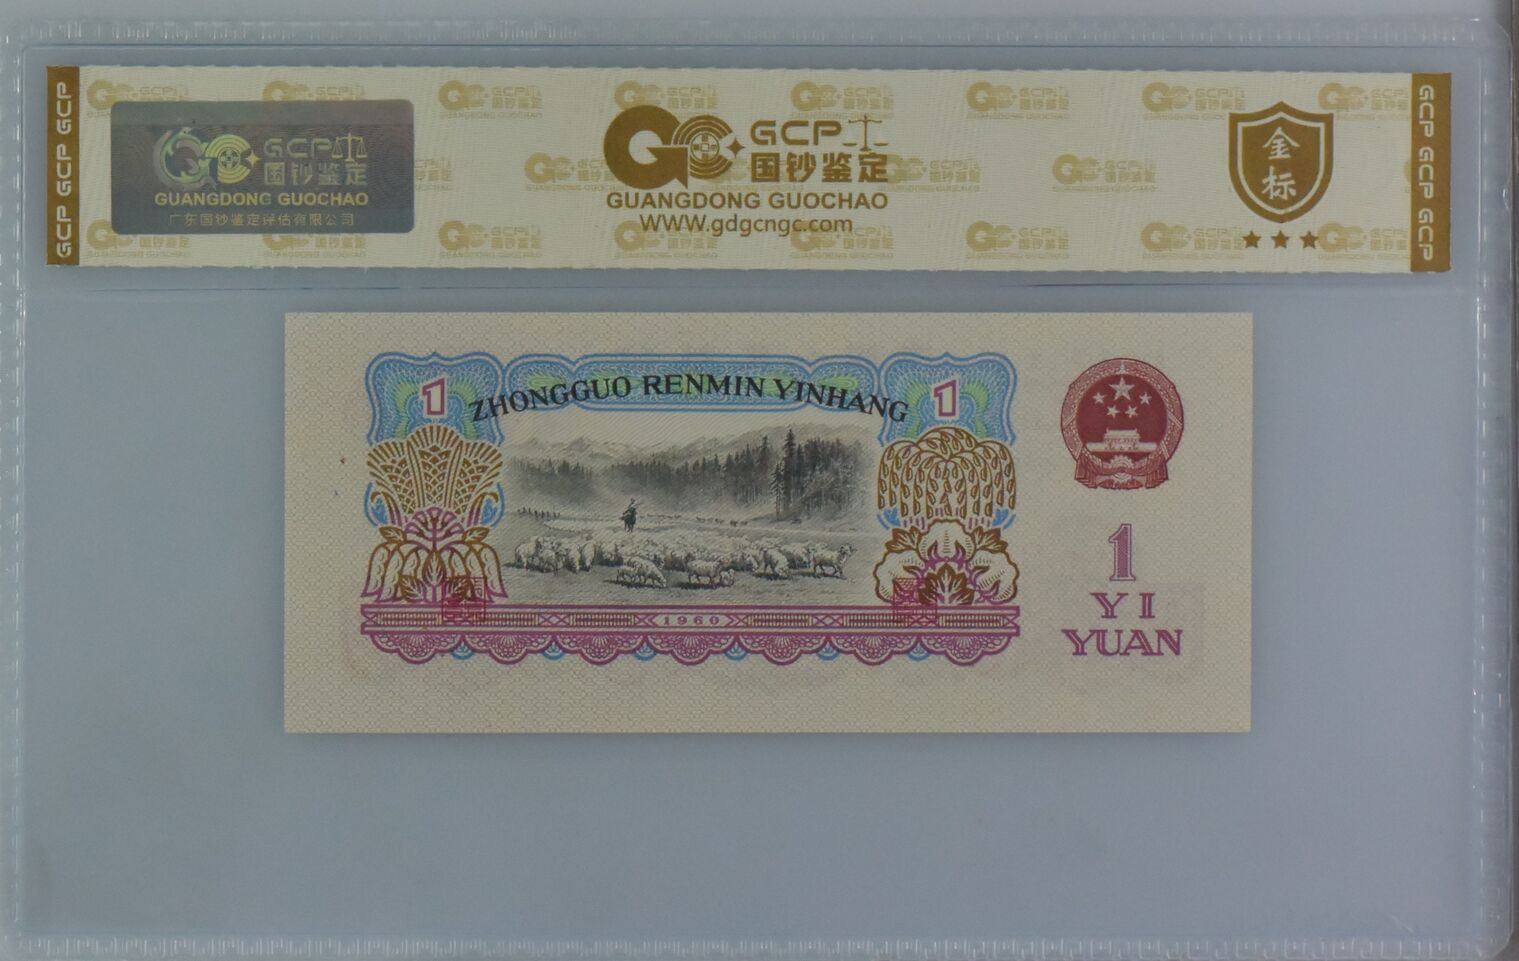 GCP GCP GCP
GCP
国钞鉴定
GUANGDONG GUOCHAO
广东国钞鉴定评估有限公司
GCP
国钞鉴定
GUANGDONG GUOCHAO
WWW.gdgcngc.com
金
标
GCP GCP GCP
1
ZHONGGUO RENMIN YINHANG
1
1960
1
YI
YUAN